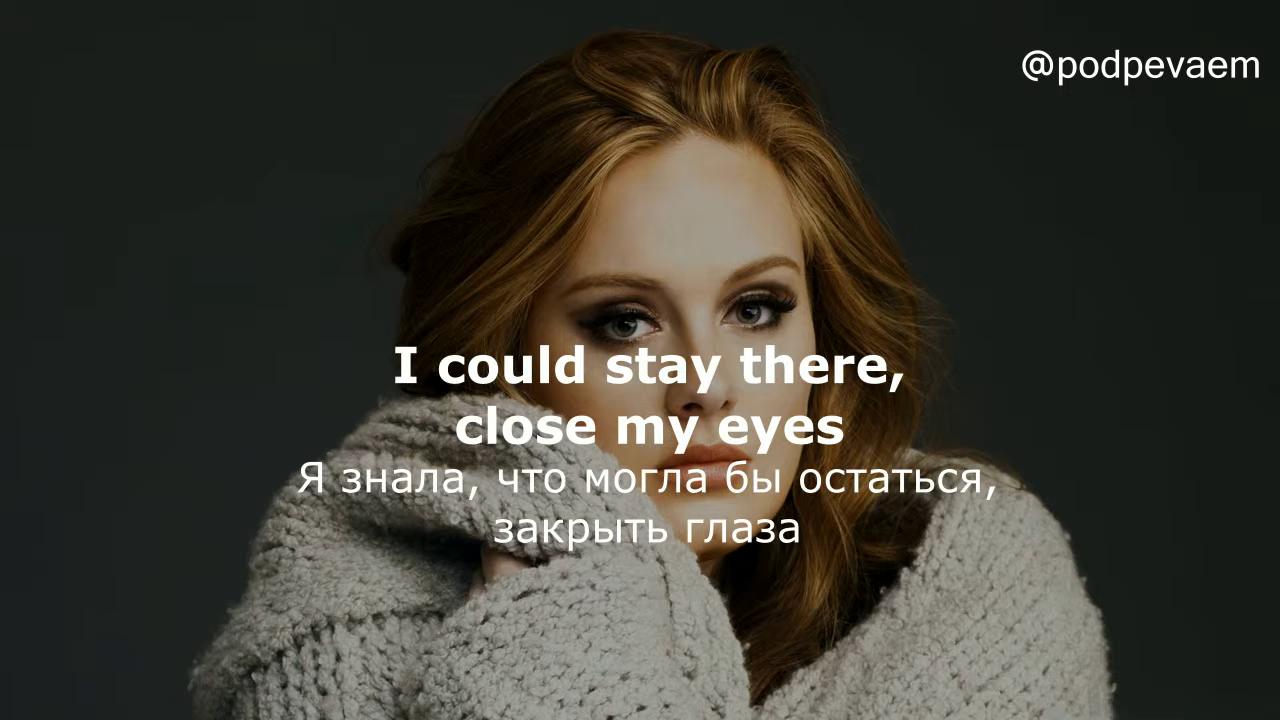 @podpevaem
I could stay there,
close my eyes
Я знала, что могла бы остаться,
закрыть глаза